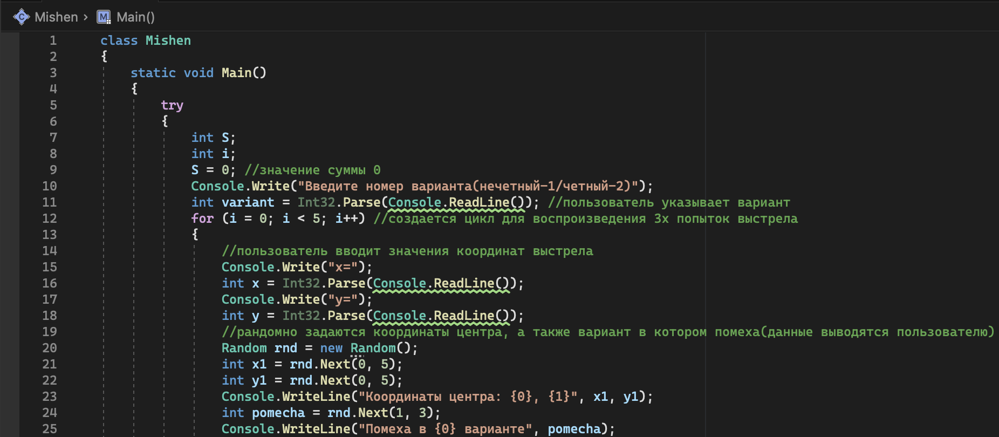 Mishen › Main()
1 class Mishen
2 {
3 static void Main()
4 {
5 try
6 {
7 int S;
8 int i;
9 S = 0; //значение суммы 0
10 Console.Write("Введите номер варианта(нечетный-1/четный-2)");
11 int variant = Int32.Parse(Console.ReadLine()); //пользователь указывает вариант
12 for (i = 0; i < 5; i++) //создается цикл для воспроизведения 3х попыток выстрела
13 {
14 //пользователь вводит значения координат выстрела
15 Console.Write("x=");
16 int x = Int32.Parse(Console.ReadLine());
17 Console.Write("y=");
18 int y = Int32.Parse(Console.ReadLine());
19 //рандомно задаются координаты центра, а также вариант в котором помеха(данные выводятся пользователю)
20 Random rnd = new Random();
21 int x1 = rnd.Next(0, 5);
22 int y1 = rnd.Next(0, 5);
23 Console.WriteLine("Координаты центра: {0}, {1}", x1, y1);
24 int pomecha = rnd.Next(1, 3);
25 Console.WriteLine("Помеха в {0} варианте", pomecha);